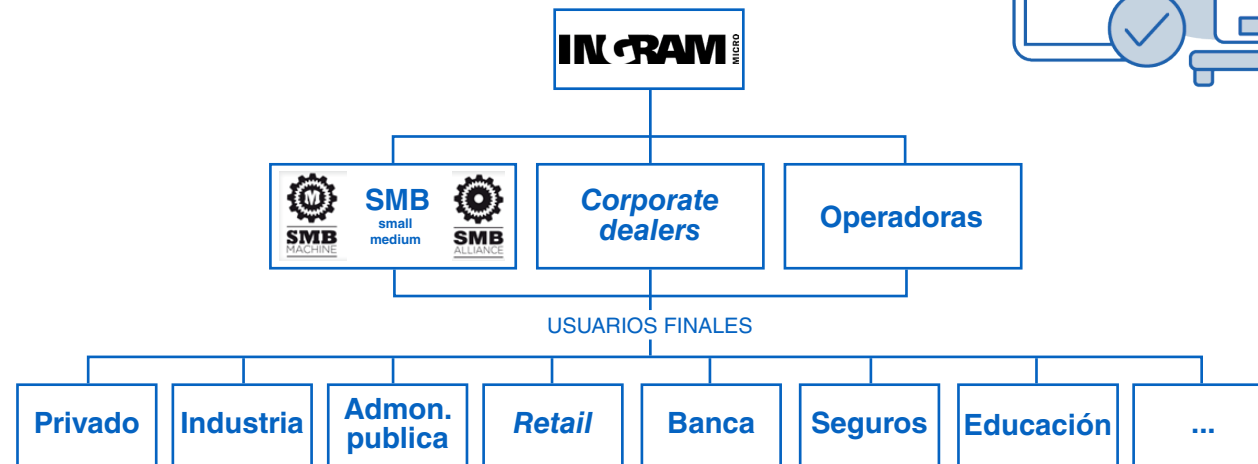 INGRAM
MICRO
M
SMB
MACHINE
SMB
small
medium
SMB
ALLIANCE
Corporate
dealers
Operadoras
USUARIOS FINALES
Privado
Industria
Admon.
publica
Retail
Banca
Seguros
Educación
...